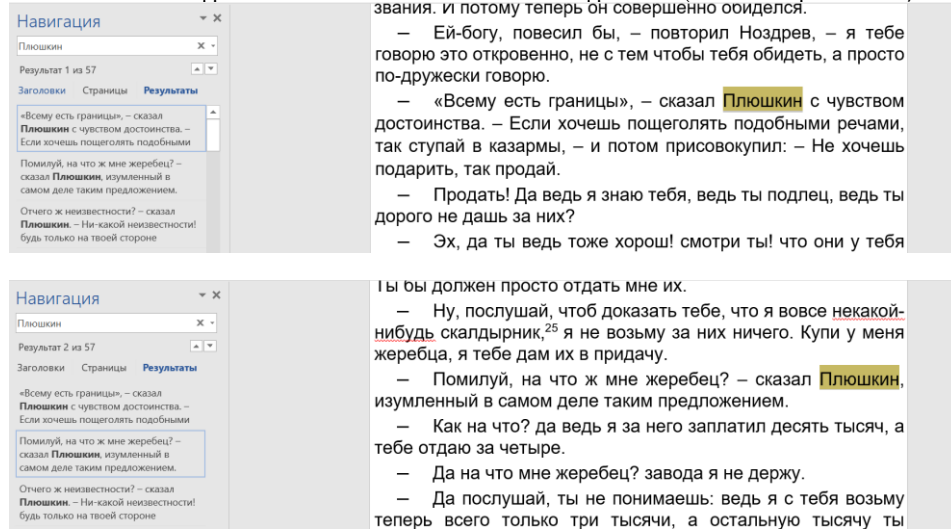 звания. И потому теперь он совершенно обиделся.
Навигация
Плюшкин
Результат 1 из 57
Заголовки Страницы Результаты
«Всему есть границы», – сказал
Плюшкин с чувством достоинства. –
Если хочешь пощеголять подобными
Помилуй, на что ж мне жеребец? –
сказал Плюшкин, изумленный в
самом деле таким предложением.
Отчего ж неизвестности? – сказал
Плюшкин. – Ни-какой неизвестности!
будь только на твоей стороне
– Ей-богу, повесил бы, – повторил Ноздрев, – я тебе
говорю это откровенно, не с тем чтобы тебя обидеть, а просто
по-дружески говорю.
– «Всему есть границы», – сказал Плюшкин с чувством
достоинства. – Если хочешь пощеголять подобными речами,
так ступай в казармы, – и потом присовокупил: – Не хочешь
подарить, так продай.
– Продать! Да ведь я знаю тебя, ведь ты подлец, ведь ты
дорого не дашь за них?
– Эх, да ты ведь тоже хорош! смотри ты! что они у тебя
Навигация
Плюшкин
Результат 2 из 57
Заголовки Страницы Результаты
«Всему есть границы», – сказал
Плюшкин с чувством достоинства. –
Если хочешь пощеголять подобными
Помилуй, на что ж мне жеребец? –
сказал Плюшкин, изумленный в
самом деле таким предложением.
Отчего ж неизвестности? – сказал
Плюшкин. – Ни-какой неизвестности!
будь только на твоей стороне
Ты бы должен просто отдать мне их.
– Ну, послушай, чтоб доказать тебе, что я вовсе некакой-
нибудь скалдырник,25 я не возьму за них ничего. Купи у меня
жеребца, я тебе дам их в придачу.
– Помилуй, на что ж мне жеребец? – сказал Плюшкин,
изумленный в самом деле таким предложением.
– Как на что? да ведь я за него заплатил десять тысяч, а
тебе отдаю за четыре.
– Да на что мне жеребец? завода я не держу.
– Да послушай, ты не понимаешь: ведь я с тебя возьму
теперь всего только три тысячи, а остальную тысячу ты